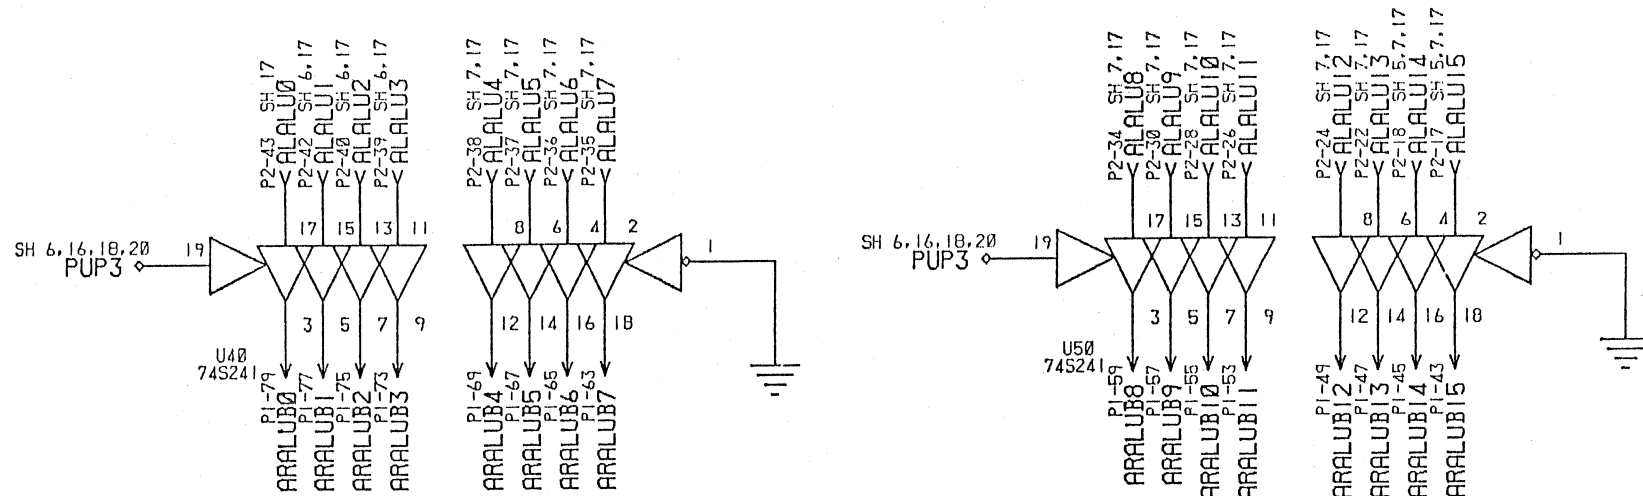 P2-43 SH 17
ALALU0
P2-42 SH 6,17
ALALU1
P2-40 SH 6,17
ALALU2
P2-39 SH 6,17
ALALU3
P2-38 SH 7,17
ALALU4
P2-37 SH 7,17
ALALU5
P2-36 SH 7,17
ALALU6
P2-35 SH 7,17
ALALU7
17 15 13 11
8 6 4 2
SH 6,16,18,20
PUP3
19
1
3 5 7 9
12 14 16 18
U40
74S241
P1-79
ARALUB0
P1-77
ARALUB1
P1-75
ARALUB2
P1-73
ARALUB3
P1-69
ARALUB4
P1-67
ARALUB5
P1-65
ARALUB6
P1-63
ARALUB7
P2-34 SH 7,17
ALALU8
P2-30 SH 7,17
ALALU9
P2-28 SH 7,17
ALALU10
P2-26 SH 7,17
ALALU11
P2-24 SH 7,17
ALALU12
P2-22 SH 7,17
ALALU13
P2-18 SH 5,7,17
ALALU14
P2-17 SH 5,7,17
ALALU15
17 15 13 11
8 6 4 2
SH 6,16,18,20
PUP3
19
1
3 5 7 9
12 14 16 18
U50
74S241
P1-59
ARALUB8
P1-57
ARALUB9
P1-55
ARALUB10
P1-53
ARALUB11
P1-49
ARALUB12
P1-47
ARALUB13
P1-45
ARALUB14
P1-43
ARALUB15